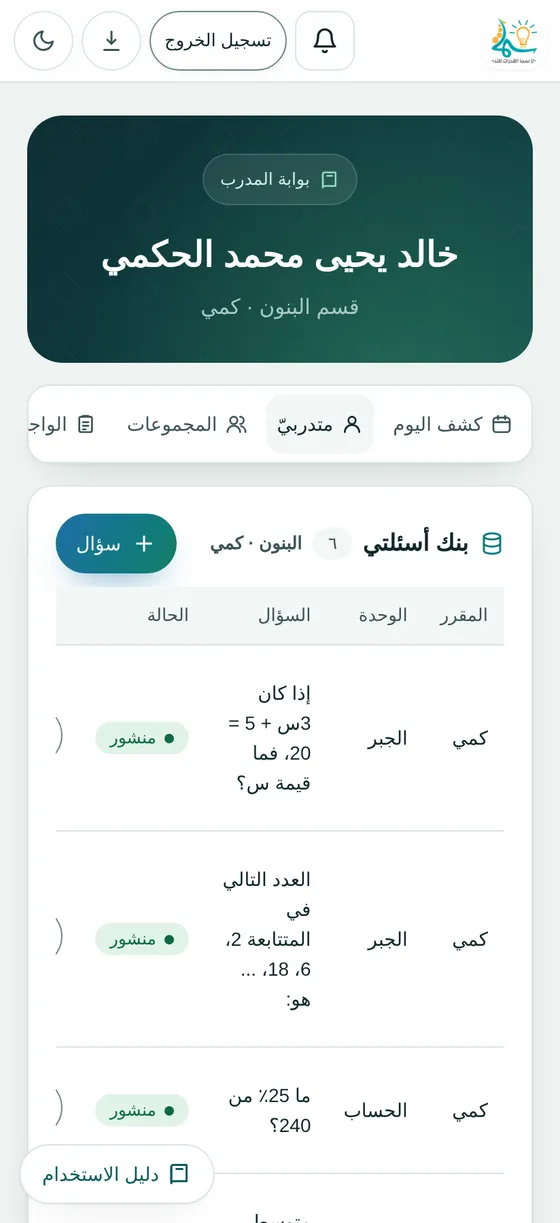 تسجيل الخروج
بوابة المدرب
خالد يحيى محمد الحكمي
قسم البنون · كمي
كشف اليوم
متدربيّ
المجموعات
الواج
بنك أسئلتي
٦
البنون · كمي
سؤال
المقرر
الوحدة
السؤال
الحالة
كمي
الجبر
إذا كان
3س + 5 =
20، فما
قيمة س؟
منشور
كمي
الجبر
العدد التالي
في
المتتابعة 2،
6، 18، ...
هو:
منشور
كمي
الحساب
ما 25٪ من
240؟
منشور
دليل الاستخدام